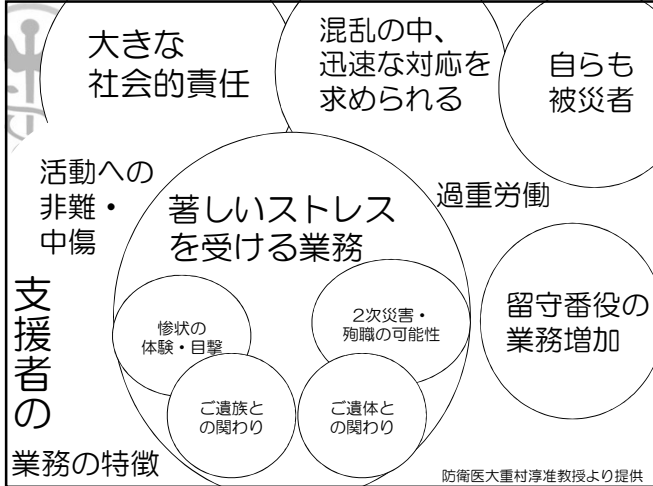 大きな
社会的責任
混乱の中、
迅速な対応を
求められる
自らも
被災者
活動への
非難・
中傷
著しいストレス
を受ける業務
過重労働
惨状の
体験・目撃
2次災害・
殉職の可能性
留守番役の
業務増加
ご遺族と
の関わり
ご遺体と
の関わり
支援者の
業務の特徴
防衛医大重村淳准教授より提供